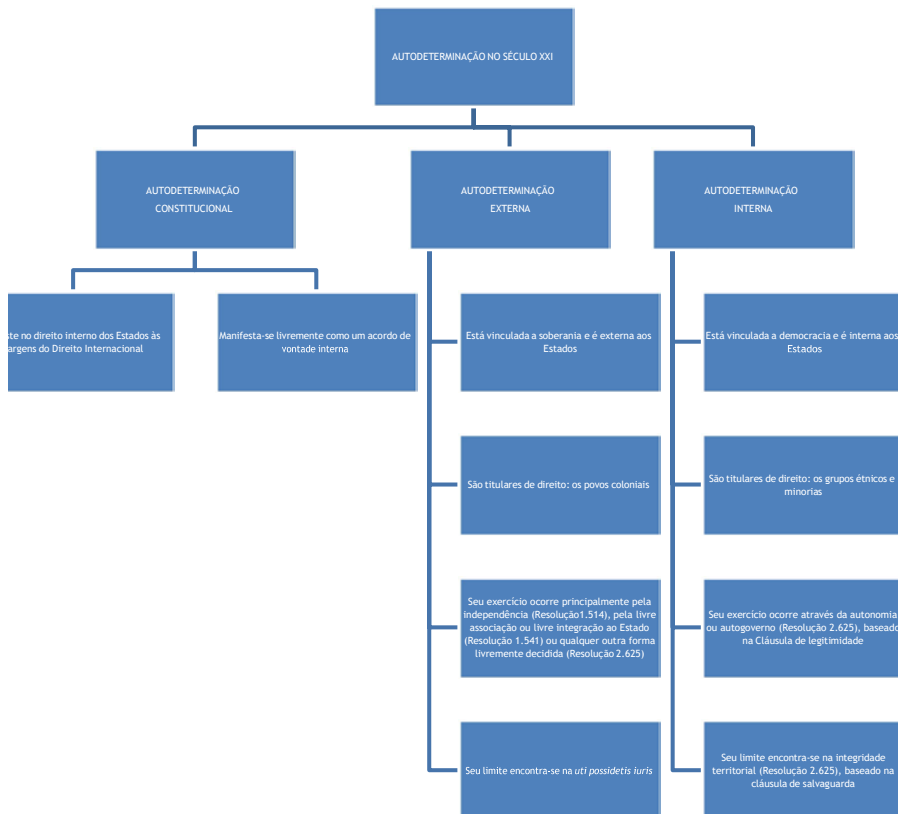 AUTODETERMINAÇÃO NO SÉCULO XXI
AUTODETERMINAÇÃO
CONSTITUCIONAL
AUTODETERMINAÇÃO
EXTERNA
AUTODETERMINAÇÃO
INTERNA
no direito interno dos Estados às
do Direito Internacional
Manifesta-se livremente como um acordo de
vontade interna
Está vinculada a soberania e é externa aos
Estados
Está vinculada a democracia e é interna aos
Estados
São titulares de direito: os povos coloniais
São titulares de direito: os grupos étnicos e
minorias
Seu exercício ocorre principalmente pela
independência (Resolução1.514), pela livre
associação ou livre integração ao Estado
(Resolução 1.541) ou qualquer outra forma
livremente decidida (Resolução 2.625)
Seu exercício ocorre através da autonomia
ou autogoverno (Resolução 2.625), baseado
na Cláusula de legitimidade
Seu limite encontra-se na uti possidetis iuris
Seu limite encontra-se na integridade
territorial (Resolução 2.625), baseado na
cláusula de salvaguarda